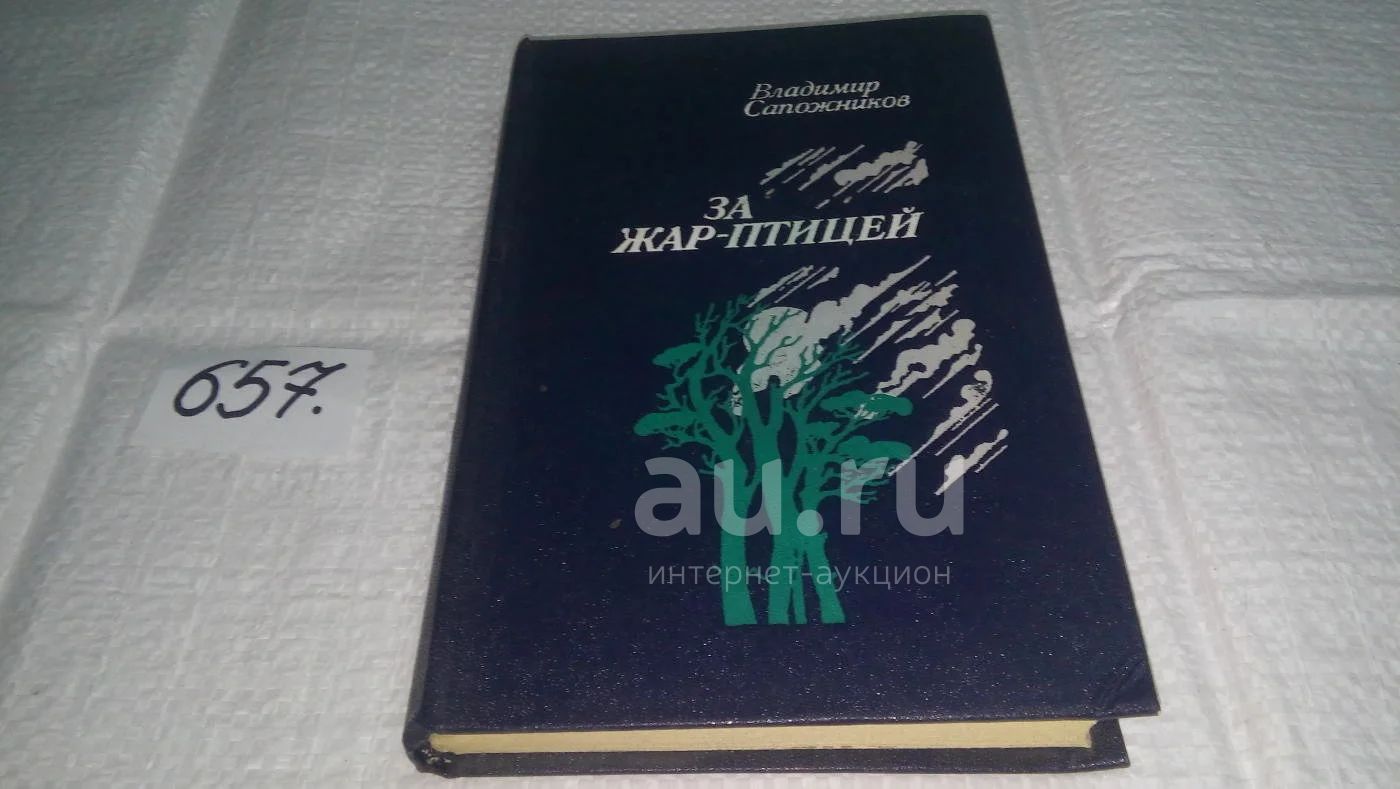 Владимир
Сапожников
ЗА
ЖАР-ПТИЦЕЙ
657.
au.ru
интернет-аукцион